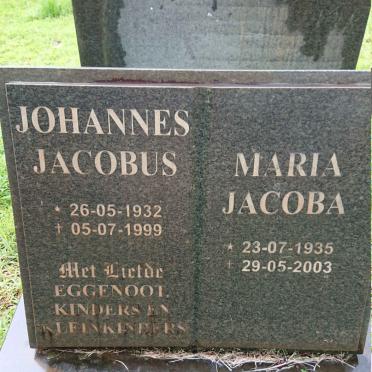 JOHANNES
JACOBUS
* 26-05-1932
† 05-07-1999
Met Liefde
EGGENOOT,
KINDERS EN
KLEINKINDERS
MARIA
JACOBA
* 23-07-1935
† 29-05-2003